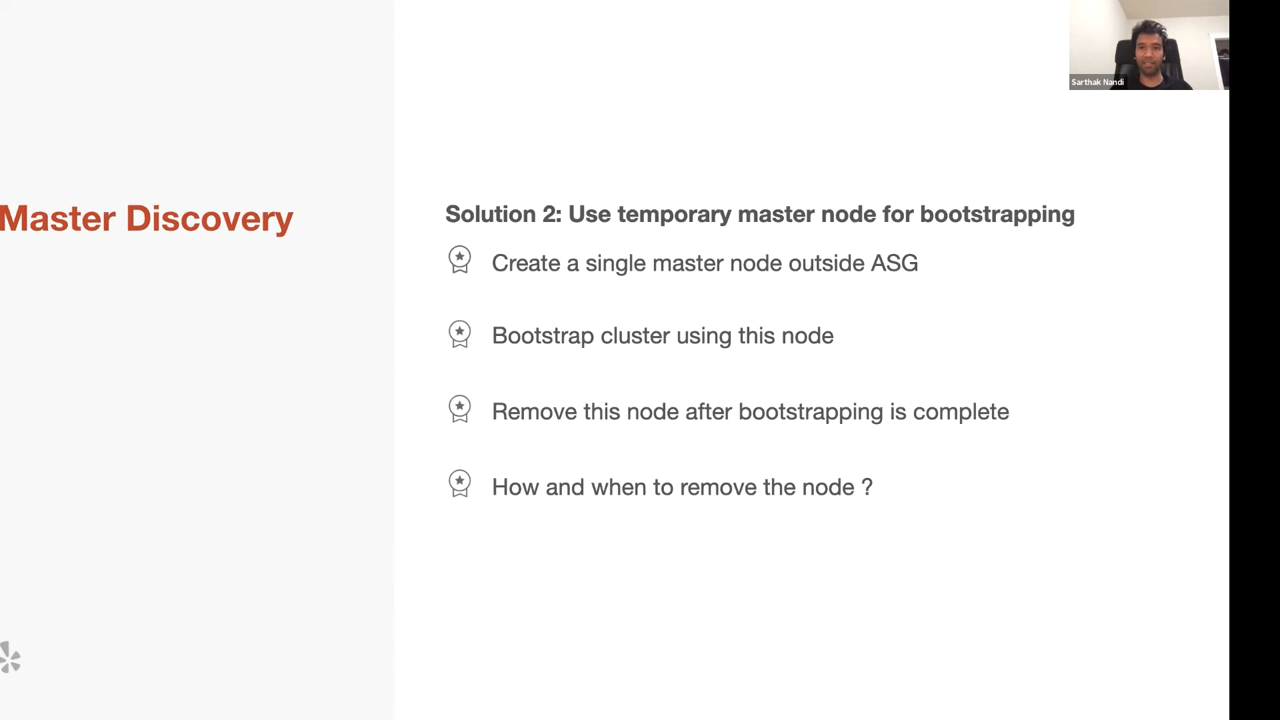 Sarthak Nandi
Master Discovery
Solution 2: Use temporary master node for bootstrapping
Create a single master node outside ASG
Bootstrap cluster using this node
Remove this node after bootstrapping is complete
How and when to remove the node ?